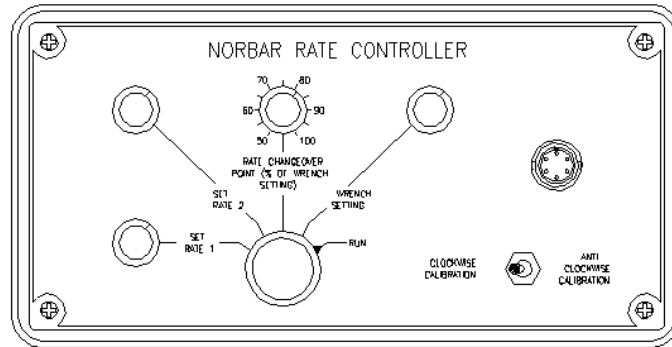 NORBAR RATE CONTROLLER
70
80
60
90
50
100
RATE CHANGEOVER
POINT (% OF WRENCH
SETTING)
SET
RATE 2
WRENCH
SETTING
SET
RATE 1
RUN
CLOCKWISE
CALIBRATION
ANTI
CLOCKWISE
CALIBRATION